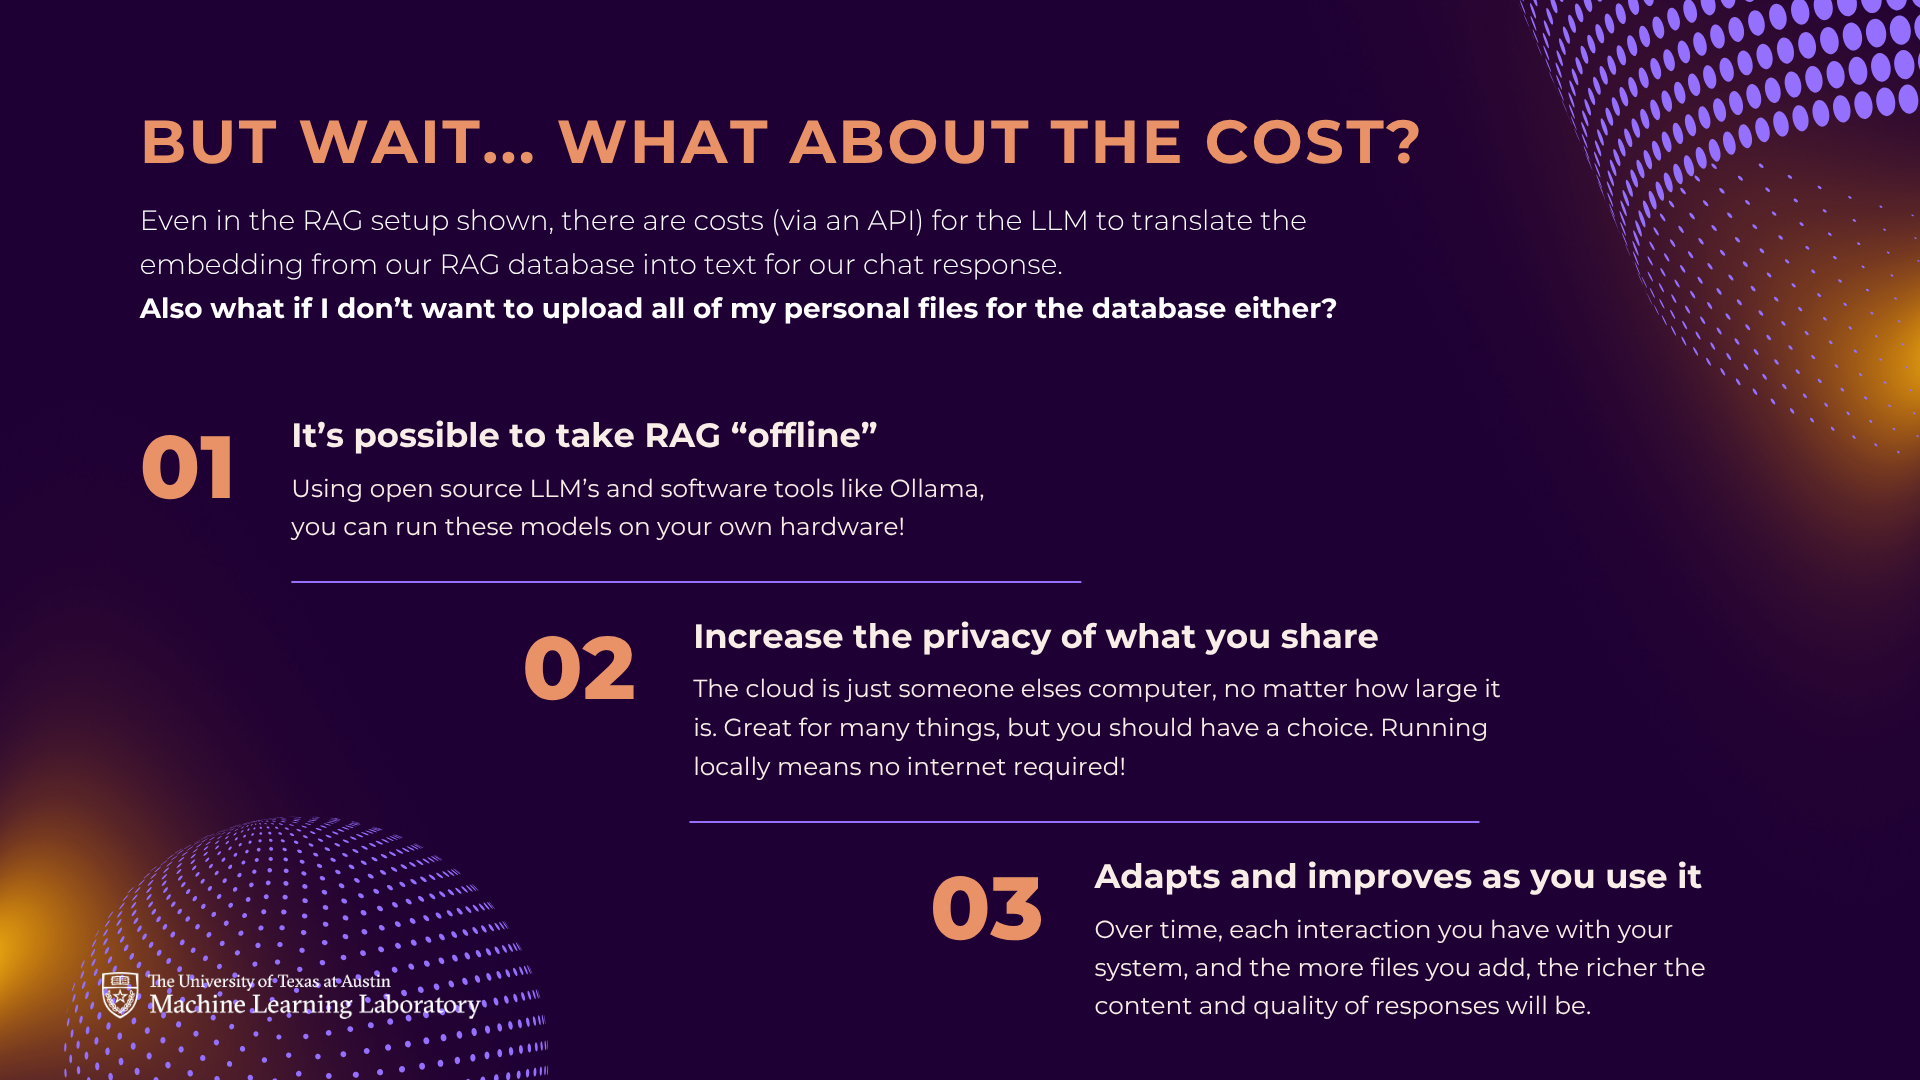 BUT WAIT... WHAT ABOUT THE COST?
Even in the RAG setup shown, there are costs (via an API) for the LLM to translate the
embedding from our RAG database into text for our chat response.
Also what if I don’t want to upload all of my personal files for the database either?
01
It’s possible to take RAG “offline”
Using open source LLM’s and software tools like Ollama,
you can run these models on your own hardware!
02
Increase the privacy of what you share
The cloud is just someone elses computer, no matter how large it
is. Great for many things, but you should have a choice. Running
locally means no internet required!
03
Adapts and improves as you use it
Over time, each interaction you have with your
system, and the more files you add, the richer the
content and quality of responses will be.
The University of Texas at Austin
Machine Learning Laboratory